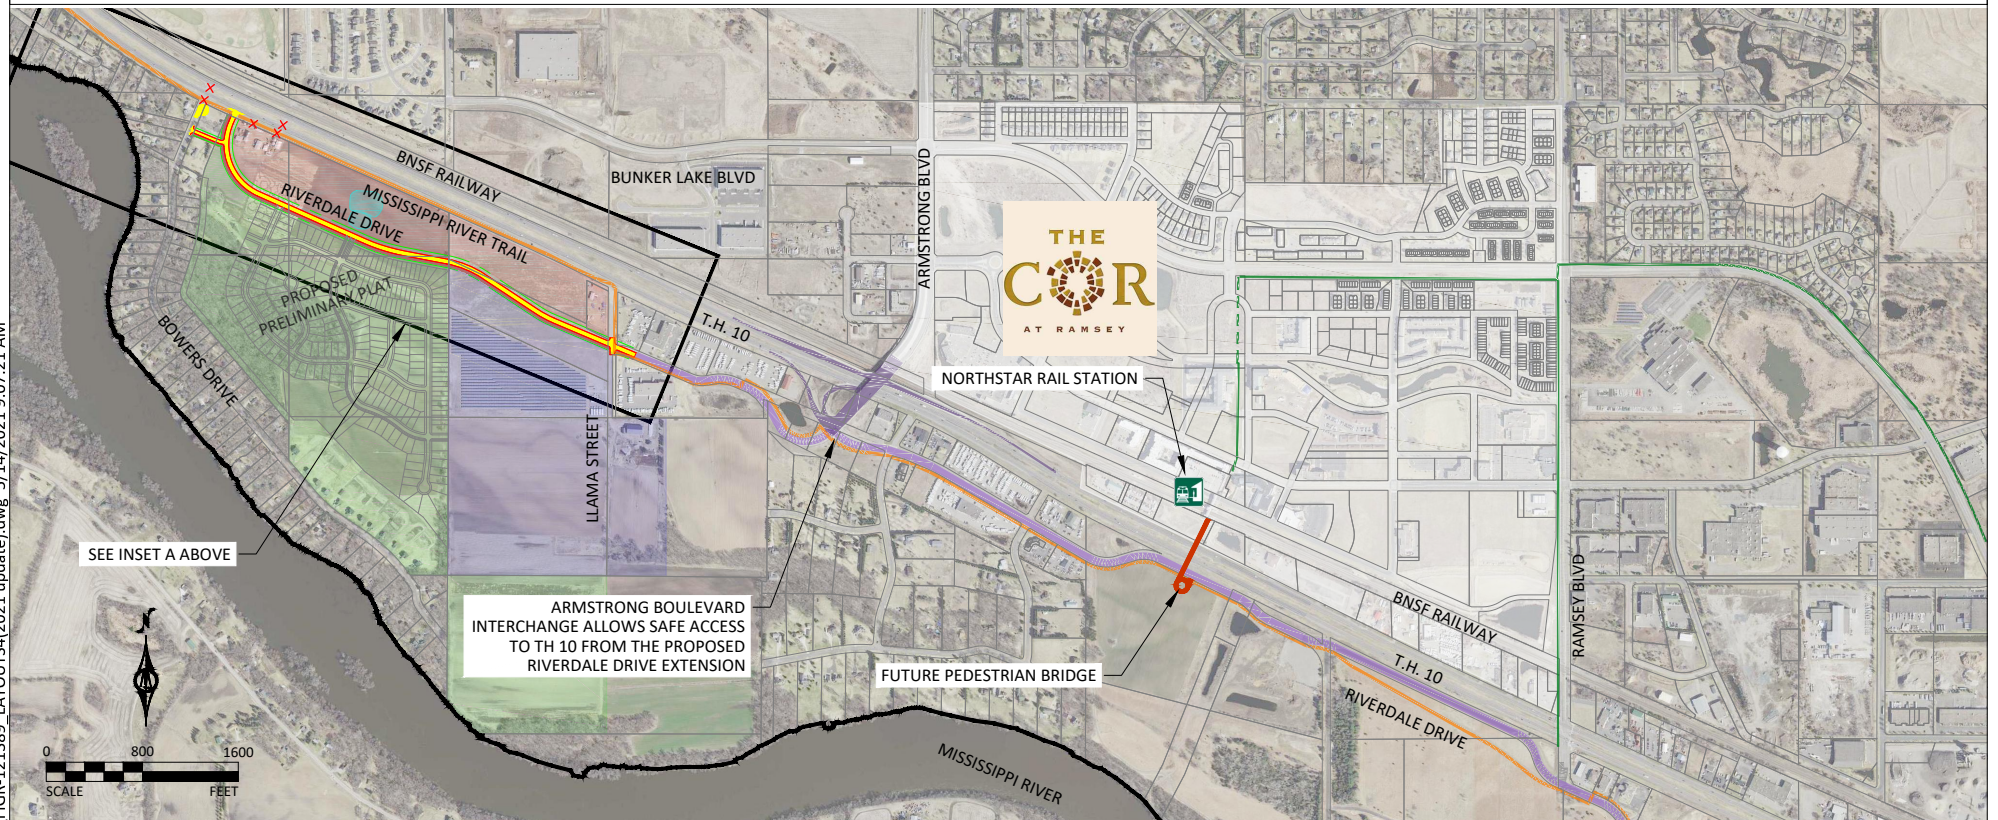 BNSF RAILWAY
BUNKER LAKE BLVD
ARMSTRONG BLVD
MISSISSIPPI RIVER TRAIL
RIVERDALE DRIVE
THE
COR
AT RAMSEY
PROPOSED
PRELIMINARY PLAT
T.H. 10
BOWERS DRIVE
NORTHSTAR RAIL STATION
LLAMA STREET
SEE INSET A ABOVE
ARMSTRONG BOULEVARD
INTERCHANGE ALLOWS SAFE ACCESS
TO TH 10 FROM THE PROPOSED
RIVERDALE DRIVE EXTENSION
FUTURE PEDESTRIAN BRIDGE
BNSF RAILWAY
RAMSEY BLVD
T.H. 10
RIVERDALE DRIVE
MISSISSIPPI RIVER
0 800 1600
SCALE FEET